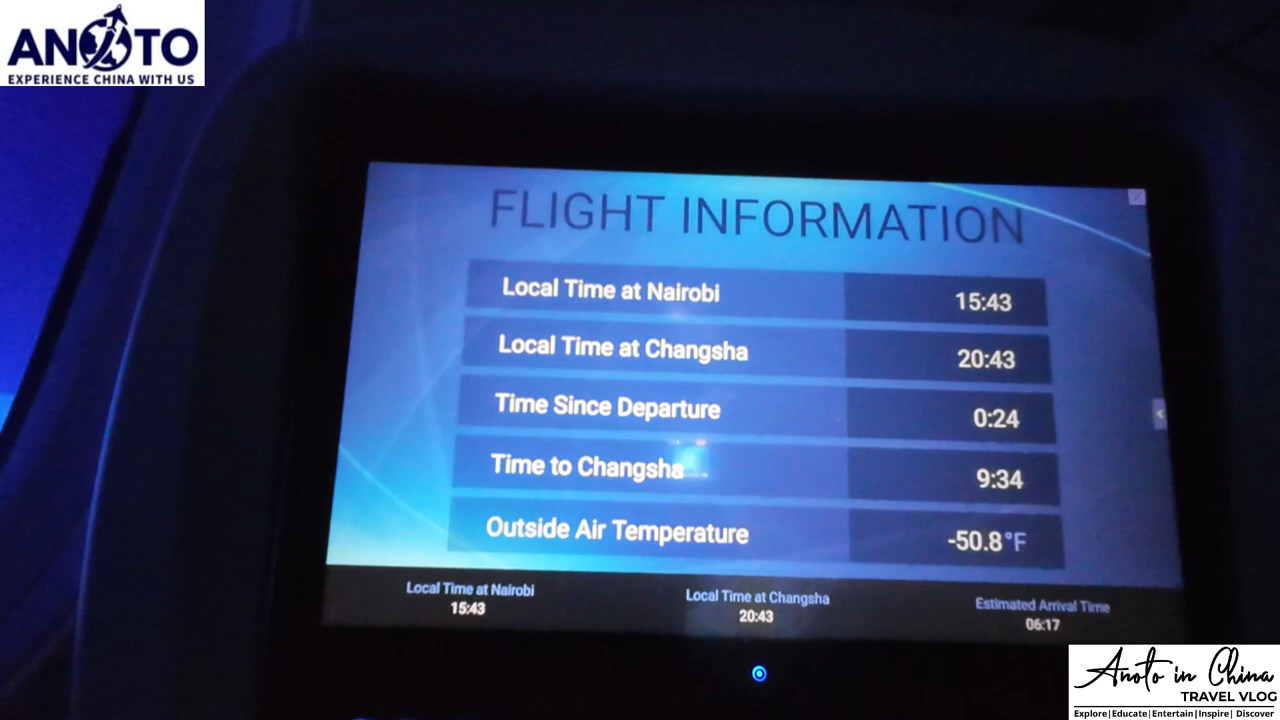 ANOTO
EXPERIENCE CHINA WITH US
FLIGHT INFORMATION
Local Time at Nairobi 15:43
Local Time at Changsha 20:43
Time Since Departure 0:24
Time to Changsha 9:34
Outside Air Temperature -50.8°F
Local Time at Nairobi
15:43
Local Time at Changsha
20:43
Estimated Arrival Time
06:17
Anoto in China
TRAVEL VLOG
Explore|Educate|Entertain|Inspire| Discover